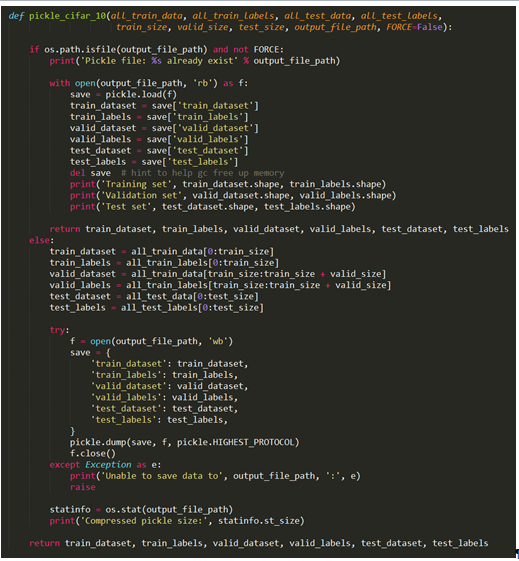 def pickle_cifar_10(all_train_data, all_train_labels, all_test_data, all_test_labels,
                    train_size, valid_size, test_size, output_file_path, FORCE=False):

    if os.path.isfile(output_file_path) and not FORCE:
        print('Pickle file: %s already exist' % output_file_path)

        with open(output_file_path, 'rb') as f:
            save = pickle.load(f)
            train_dataset = save['train_dataset']
            train_labels = save['train_labels']
            valid_dataset = save['valid_dataset']
            valid_labels = save['valid_labels']
            test_dataset = save['test_dataset']
            test_labels = save['test_labels']
            del save  # hint to help gc free up memory
            print('Training set', train_dataset.shape, train_labels.shape)
            print('Validation set', valid_dataset.shape, valid_labels.shape)
            print('Test set', test_dataset.shape, test_labels.shape)

        return train_dataset, train_labels, valid_dataset, valid_labels, test_dataset, test_labels
    else:
        train_dataset = all_train_data[0:train_size]
        train_labels = all_train_labels[0:train_size]
        valid_dataset = all_train_data[train_size:train_size + valid_size]
        valid_labels = all_train_labels[train_size:train_size + valid_size]
        test_dataset = all_test_data[0:test_size]
        test_labels = all_test_labels[0:test_size]

        try:
            f = open(output_file_path, 'wb')
            save = {
                'train_dataset': train_dataset,
                'train_labels': train_labels,
                'valid_dataset': valid_dataset,
                'valid_labels': valid_labels,
                'test_dataset': test_dataset,
                'test_labels': test_labels,
            }
            pickle.dump(save, f, pickle.HIGHEST_PROTOCOL)
            f.close()
        except Exception as e:
            print('Unable to save data to', output_file_path, ':', e)
            raise

        statinfo = os.stat(output_file_path)
        print('Compressed pickle size:', statinfo.st_size)

    return train_dataset, train_labels, valid_dataset, valid_labels, test_dataset, test_labels